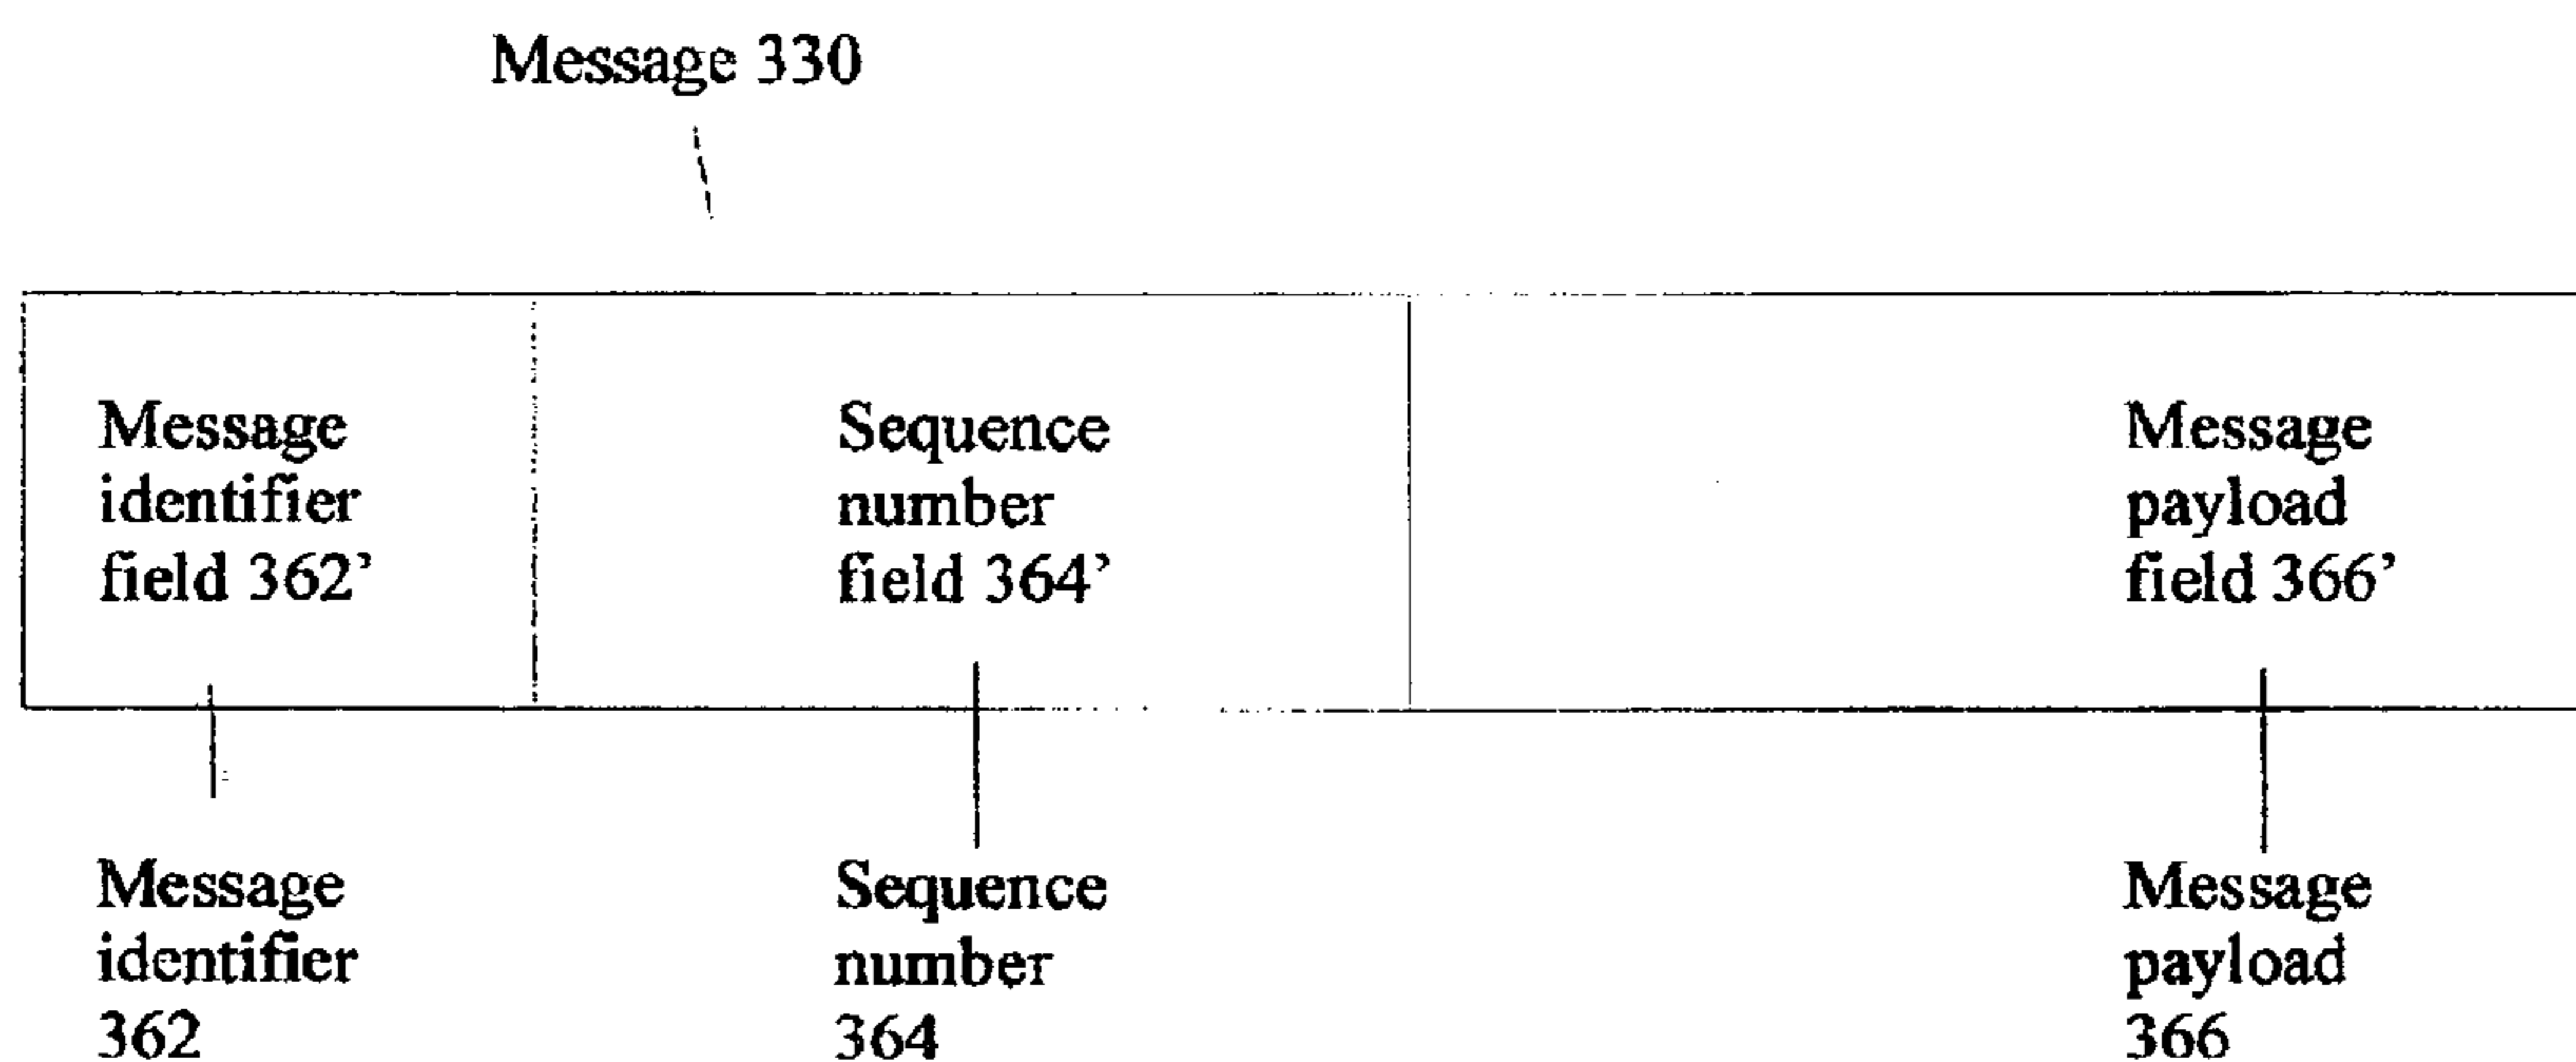 Message 330
Message
identifier
field 362’
Sequence
number
field 364’
Message
payload
field 366’
Message
identifier
362
Sequence
number
364
Message
payload
366